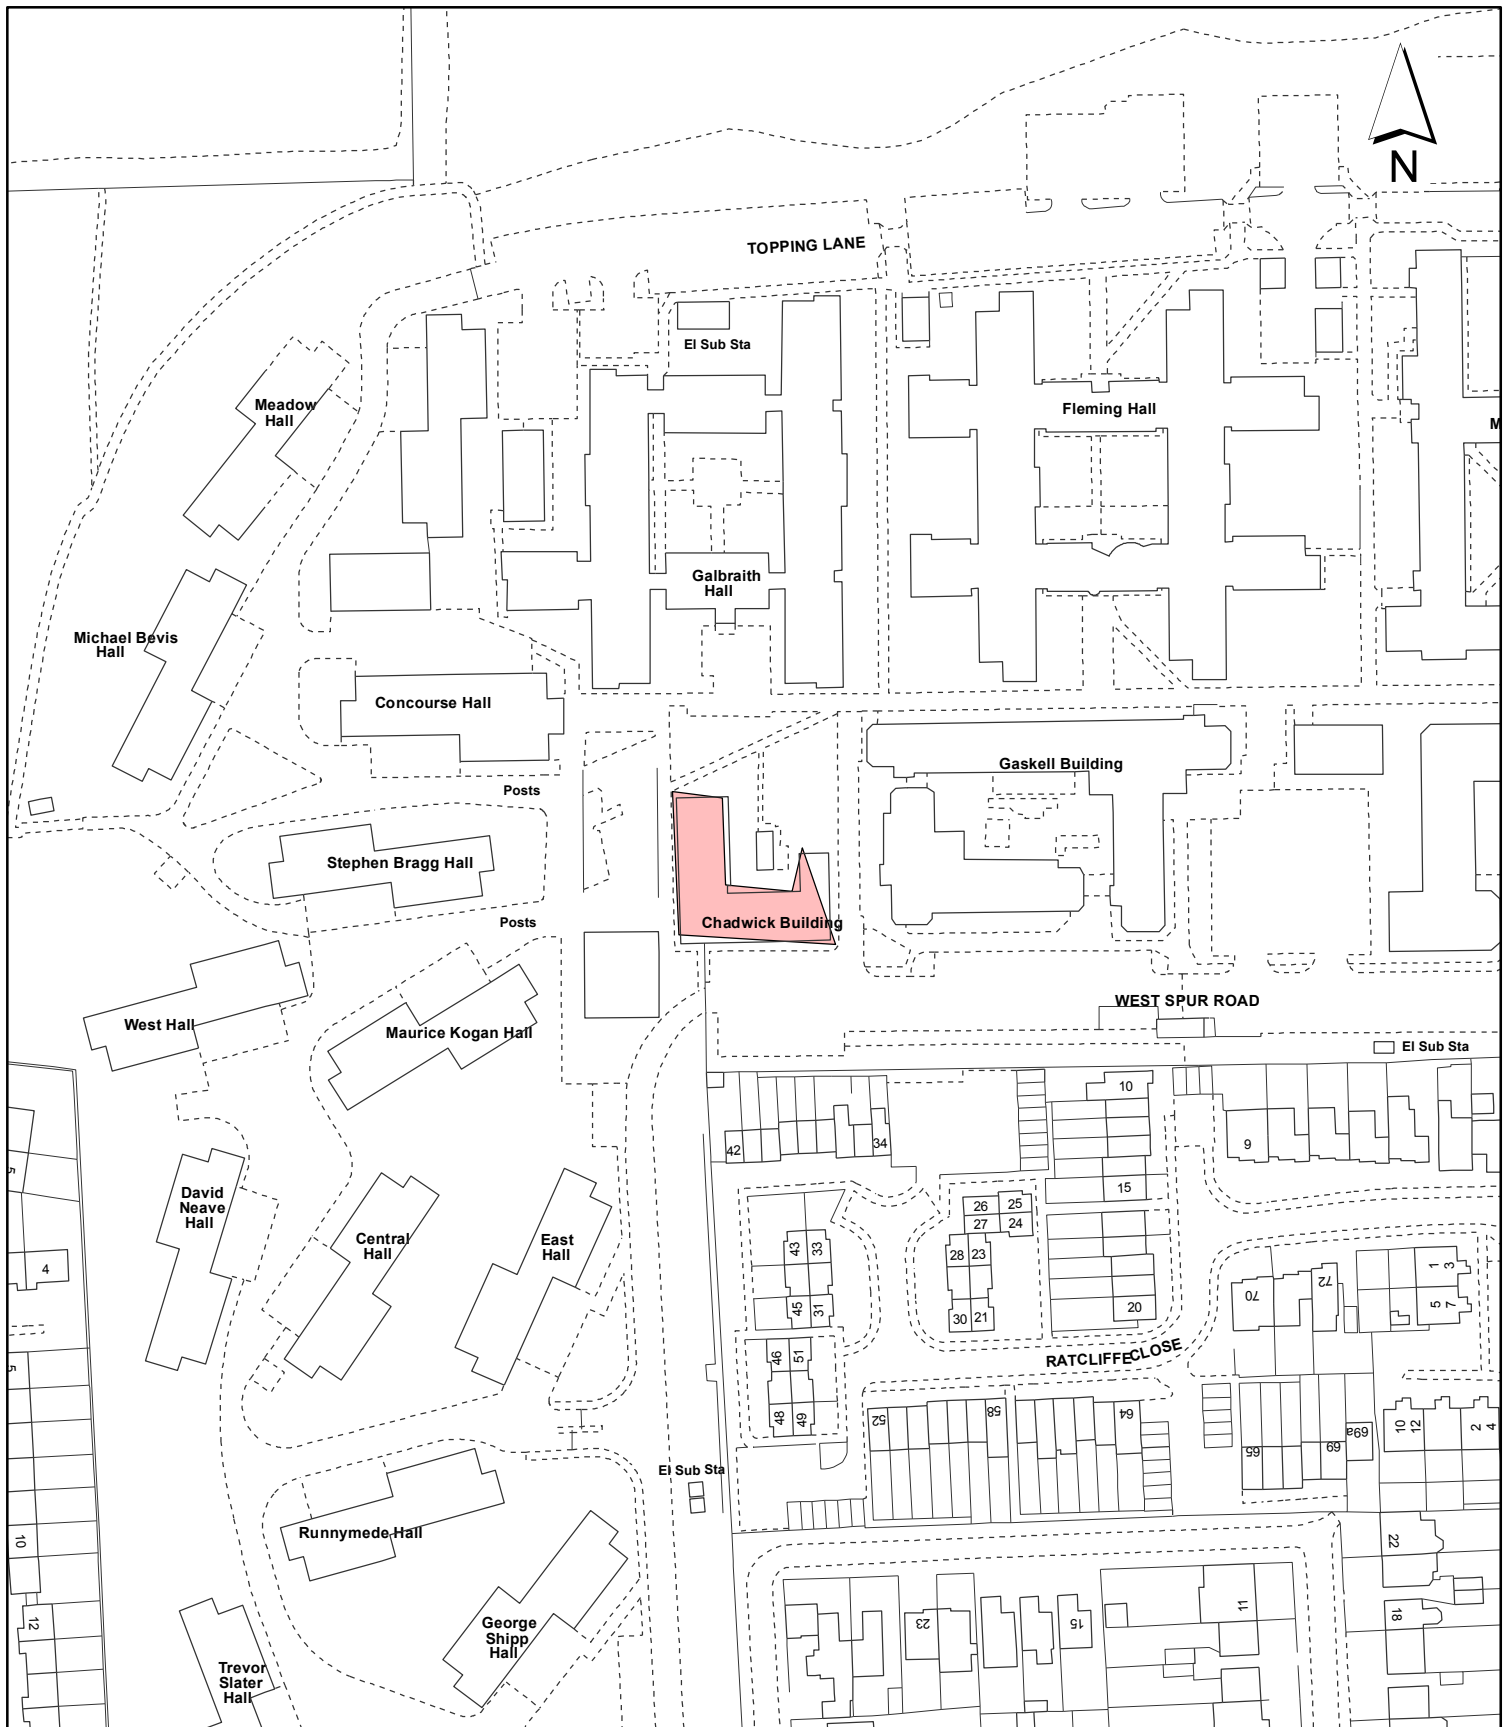 N
TOPPING LANE
El Sub Sta
Meadow
Hall
Fleming Hall
M
Galbraith
Hall
Michael Bevis
Hall
Concourse Hall
Gaskell Building
Posts
Stephen Bragg Hall
Chadwick Building
Posts
West Hall
Maurice Kogan Hall
WEST SPUR ROAD
El Sub Sta
10
42
34
9
5
15
David
Neave
Hall
26
25
27
24
Central
Hall
East
Hall
43
33
28
23
4
1
3
70
72
45
31
30
21
20
5
7
RATCLIFFE CLOSE
46
51
5
48
49
52
58
64
65
69
69a
10
12
2
4
El Sub Sta
Runnymede Hall
10
22
George
Shipp
Hall
12
23
15
11
18
Trevor
Slater
Hall